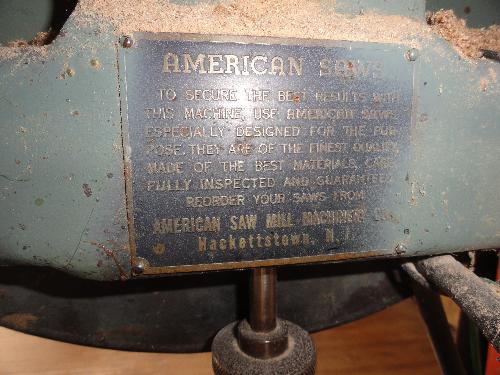 AMERICAN SAWS
TO SECURE THE BEST RESULTS WITH
THIS MACHINE, USE AMERICAN SAWS,
ESPECIALLY DESIGNED FOR THE PUR-
POSE. THEY ARE OF THE FINEST QUALITY,
MADE OF THE BEST MATERIALS, CARE-
FULLY INSPECTED AND GUARANTEED
REORDER YOUR SAWS FROM
AMERICAN SAW MILL MACHINERY CO.
Hackettstown, N. J.